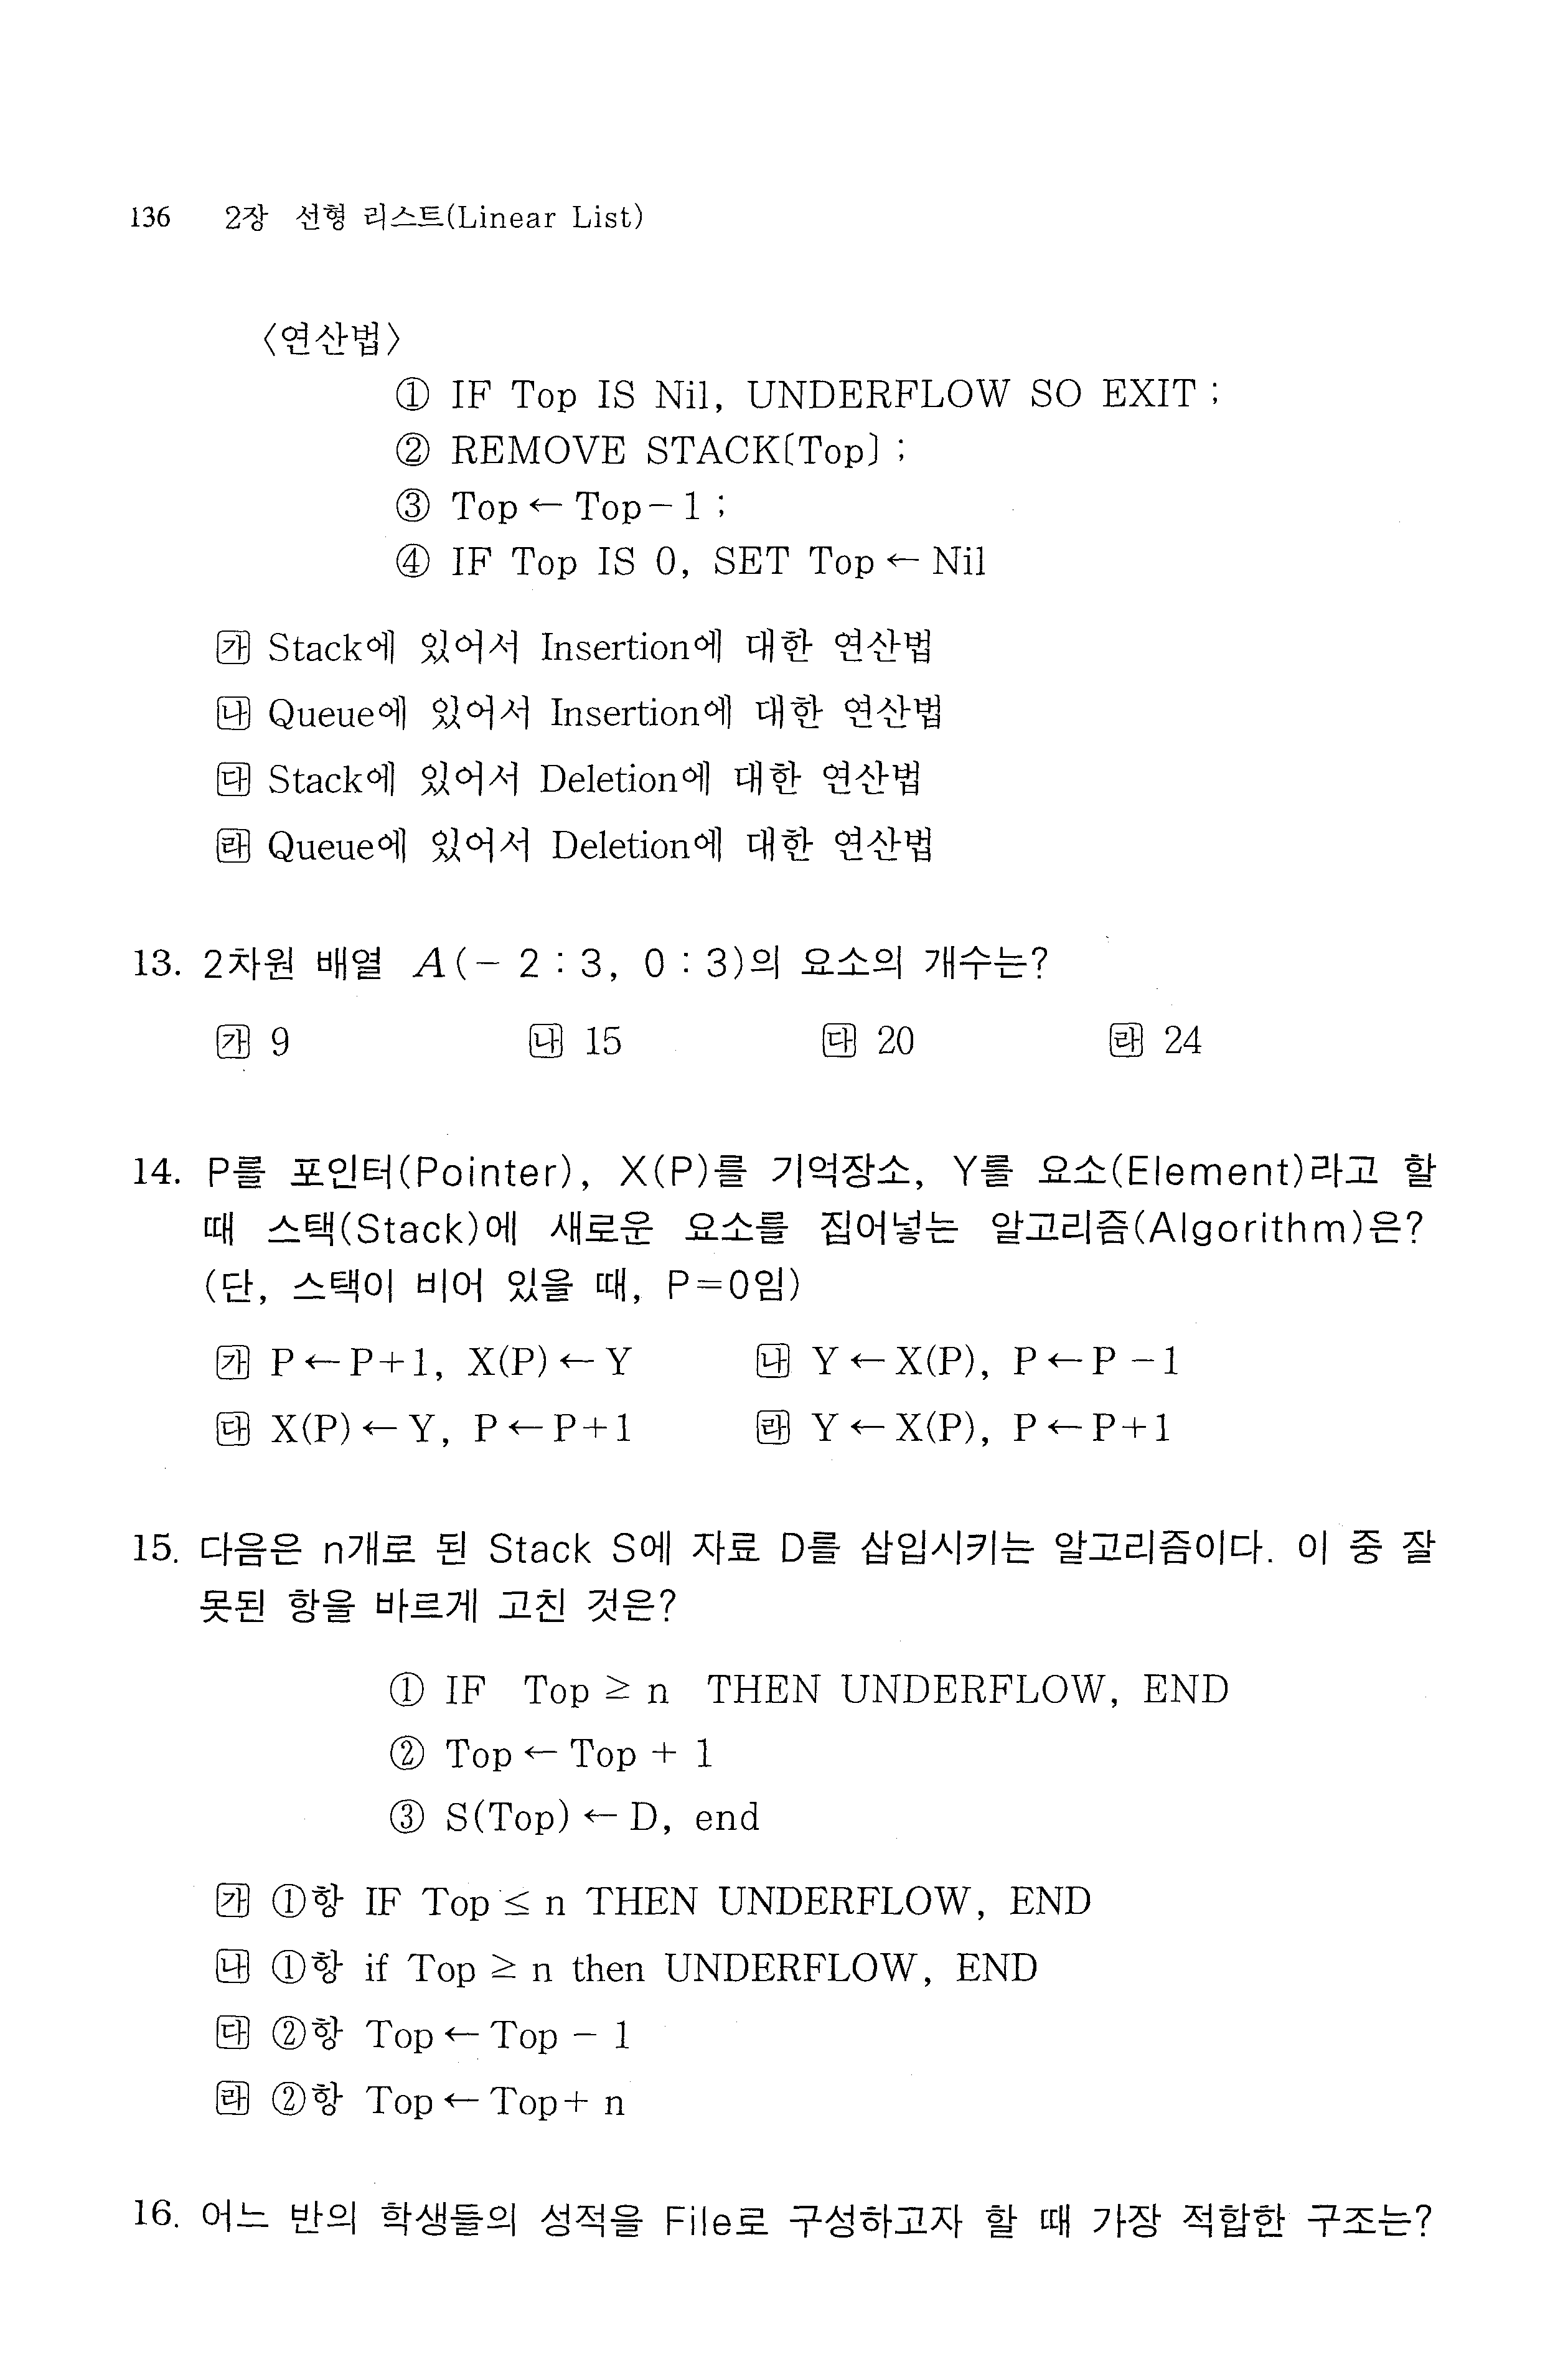 136 2장 선형 리스트(Linear List)
〈연산법〉
① IF Top IS Nil, UNDERFLOW SO EXIT ;
② REMOVE STACK[Top] ;
③ Top ← Top - 1 ;
④ IF Top IS 0, SET Top ← Nil
㉮ Stack에 있어서 Insertion에 대한 연산법
㉯ Queue에 있어서 Insertion에 대한 연산법
㉰ Stack에 있어서 Deletion에 대한 연산법
㉱ Queue에 있어서 Deletion에 대한 연산법
13. 2차원 배열 A(- 2 : 3, 0 : 3)의 요소의 개수는?
㉮ 9 ㉯ 15 ㉰ 20 ㉱ 24
14. P를 포인터(Pointer), X(P)를 기억장소, Y를 요소(Element)라고 할
때 스택(Stack)에 새로운 요소를 집어넣는 알고리즘(Algorithm)은?
(단, 스택이 비어 있을 때, P=0임)
㉮ P ← P+1, X(P) ← Y ㉯ Y ← X(P), P ← P -1
㉰ X(P) ← Y, P ← P+1 ㉱ Y ← X(P), P ← P+1
15. 다음은 n개로 된 Stack S에 자료 D를 삽입시키는 알고리즘이다. 이 중 잘
못된 항을 바르게 고친 것은?
① IF Top ≥ n THEN UNDERFLOW, END
② Top ← Top + 1
③ S(Top) ← D, end
㉮ ①항 IF Top ≤ n THEN UNDERFLOW, END
㉯ ①항 if Top ≥ n then UNDERFLOW, END
㉰ ②항 Top ← Top - 1
㉱ ②항 Top ← Top+ n
16. 어느 반의 학생들의 성적을 File로 구성하고자 할 때 가장 적합한 구조는?